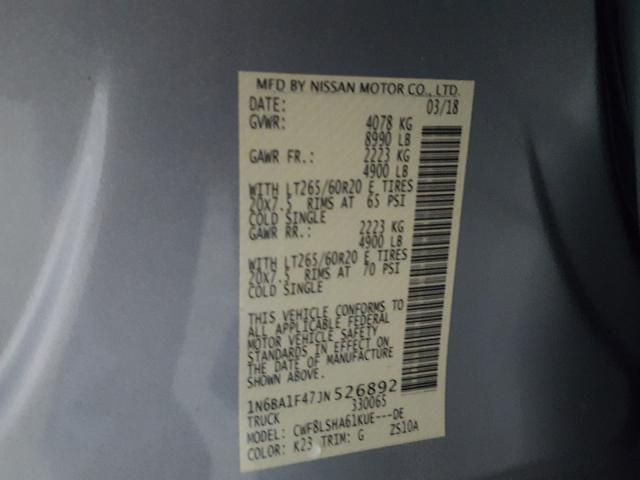 MFD BY NISSAN MOTOR CO., LTD.
DATE: 03/18
GVWR: 4078 KG
8990 LB
GAWR FR.: 2223 KG
4900 LB
WITH LT265/60R20 E TIRES
20X7.5 RIMS AT 65 PSI
COLD SINGLE
GAWR RR.: 2223 KG
4900 LB
WITH LT265/60R20 E TIRES
20X7.5 RIMS AT 70 PSI
COLD SINGLE
THIS VEHICLE CONFORMS TO
ALL APPLICABLE FEDERAL
MOTOR VEHICLE SAFETY
STANDARDS IN EFFECT ON
THE DATE OF MANUFACTURE
SHOWN ABOVE.
1N6BA1F47JN526892
TRUCK 330065
MODEL: CWF8LSHA61KUE---DE
COLOR: K23 TRIM: G ZS10A